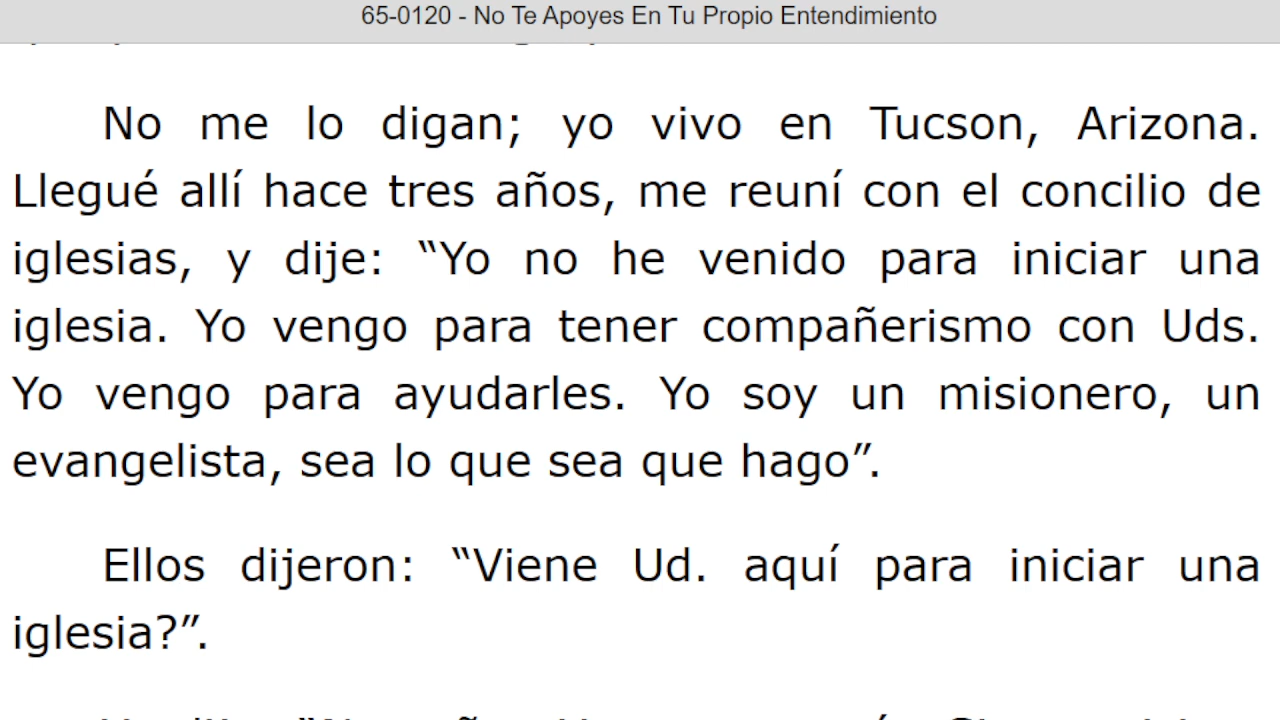 65-0120 - No Te Apoyes En Tu Propio Entendimiento
No me lo digan; yo vivo en Tucson, Arizona.
Llegué allí hace tres años, me reuní con el concilio de
iglesias, y dije: “Yo no he venido para iniciar una
iglesia. Yo vengo para tener compañerismo con Uds.
Yo vengo para ayudarles. Yo soy un misionero, un
evangelista, sea lo que sea que hago”.
Ellos dijeron: “Viene Ud. aquí para iniciar una
iglesia?”.